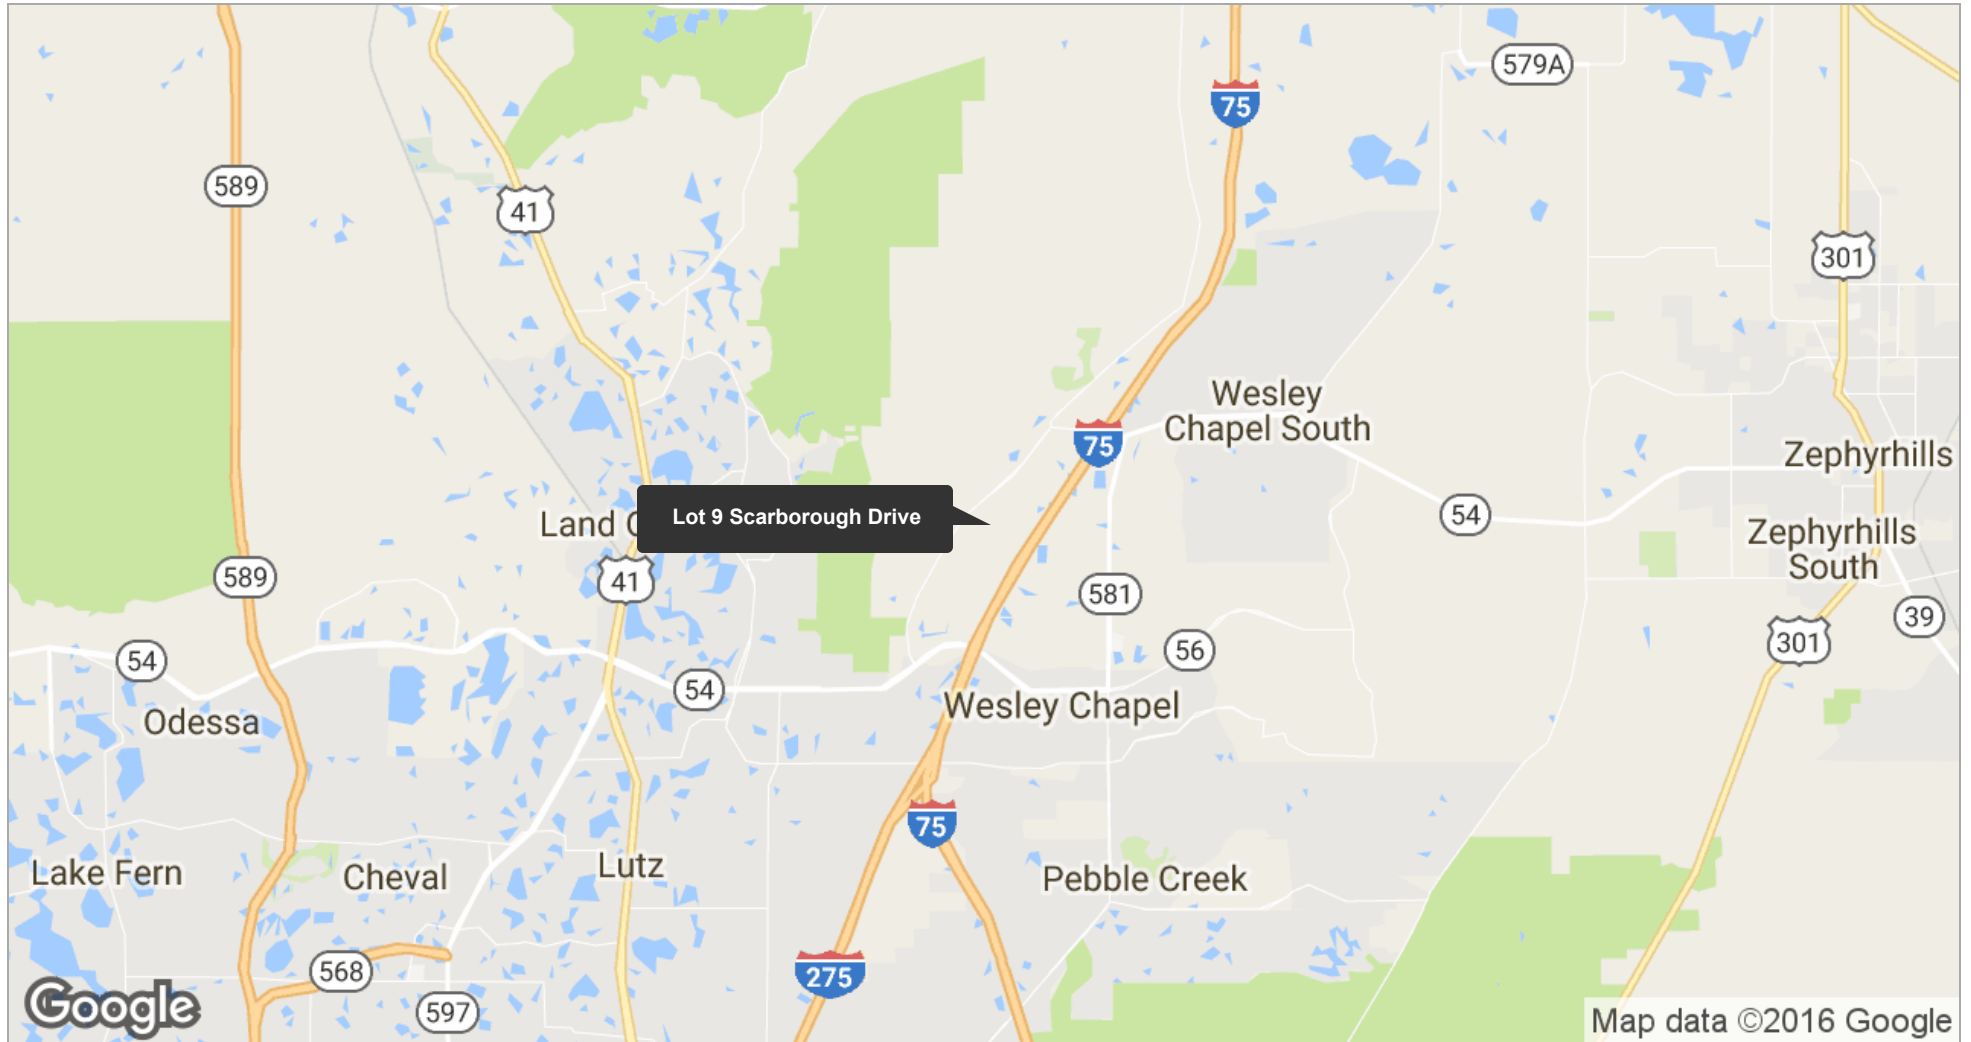 579A
75
589
41
301
Wesley
Chapel South
75
Zephyrhills
Lot 9 Scarborough Drive
54
Land O
Zephyrhills
South
589
41
581
39
301
56
54
54
Wesley Chapel
Odessa
75
Lutz
Lake Fern
Cheval
Pebble Creek
568
275
597
Google
Map data ©2016 Google